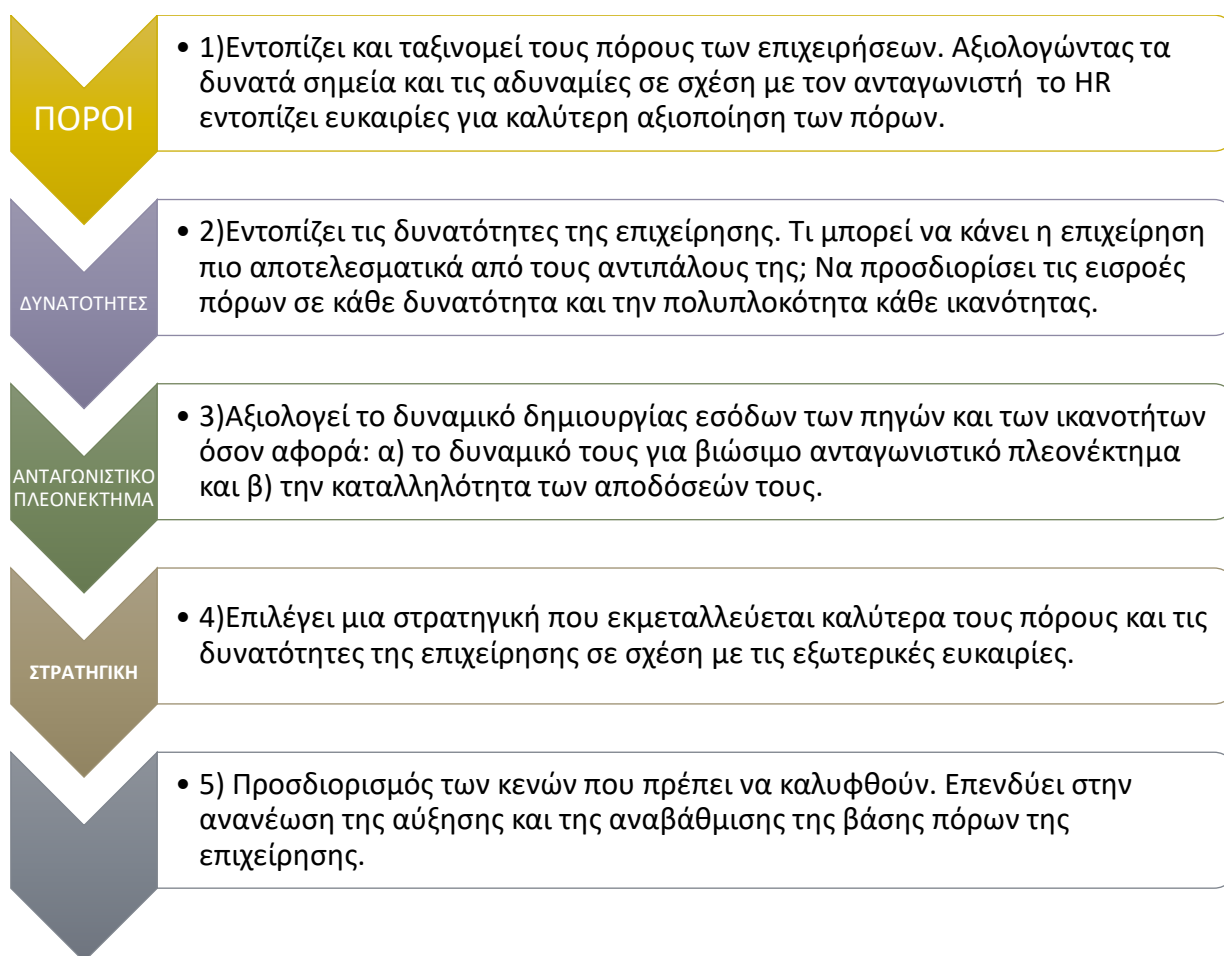 ΠΟΡΟΙ
• 1)Εντοπίζει και ταξινομεί τους πόρους των επιχειρήσεων. Αξιολογώντας τα
δυνατά σημεία και τις αδυναμίες σε σχέση με τον ανταγωνιστή το HR
εντοπίζει ευκαιρίες για καλύτερη αξιοποίηση των πόρων.
ΔΥΝΑΤΟΤΗΤΕΣ
• 2)Εντοπίζει τις δυνατότητες της επιχείρησης. Τι μπορεί να κάνει η επιχείρηση
πιο αποτελεσματικά από τους αντιπάλους της; Να προσδιορίσει τις εισροές
πόρων σε κάθε δυνατότητα και την πολυπλοκότητα κάθε ικανότητας.
ΑΝΤΑΓΩΝΙΣΤΙΚΟ
ΠΛΕΟΝΕΚΤΗΜΑ
• 3)Αξιολογεί το δυναμικό δημιουργίας εσόδων των πηγών και των ικανοτήτων
όσον αφορά: α) το δυναμικό τους για βιώσιμο ανταγωνιστικό πλεονέκτημα
και β) την καταλληλότητα των αποδόσεών τους.
ΣΤΡΑΤΗΓΙΚΗ
• 4)Επιλέγει μια στρατηγική που εκμεταλλεύεται καλύτερα τους πόρους και τις
δυνατότητες της επιχείρησης σε σχέση με τις εξωτερικές ευκαιρίες.
• 5) Προσδιορισμός των κενών που πρέπει να καλυφθούν. Επενδύει στην
ανανέωση της αύξησης και της αναβάθμισης της βάσης πόρων της
επιχείρησης.